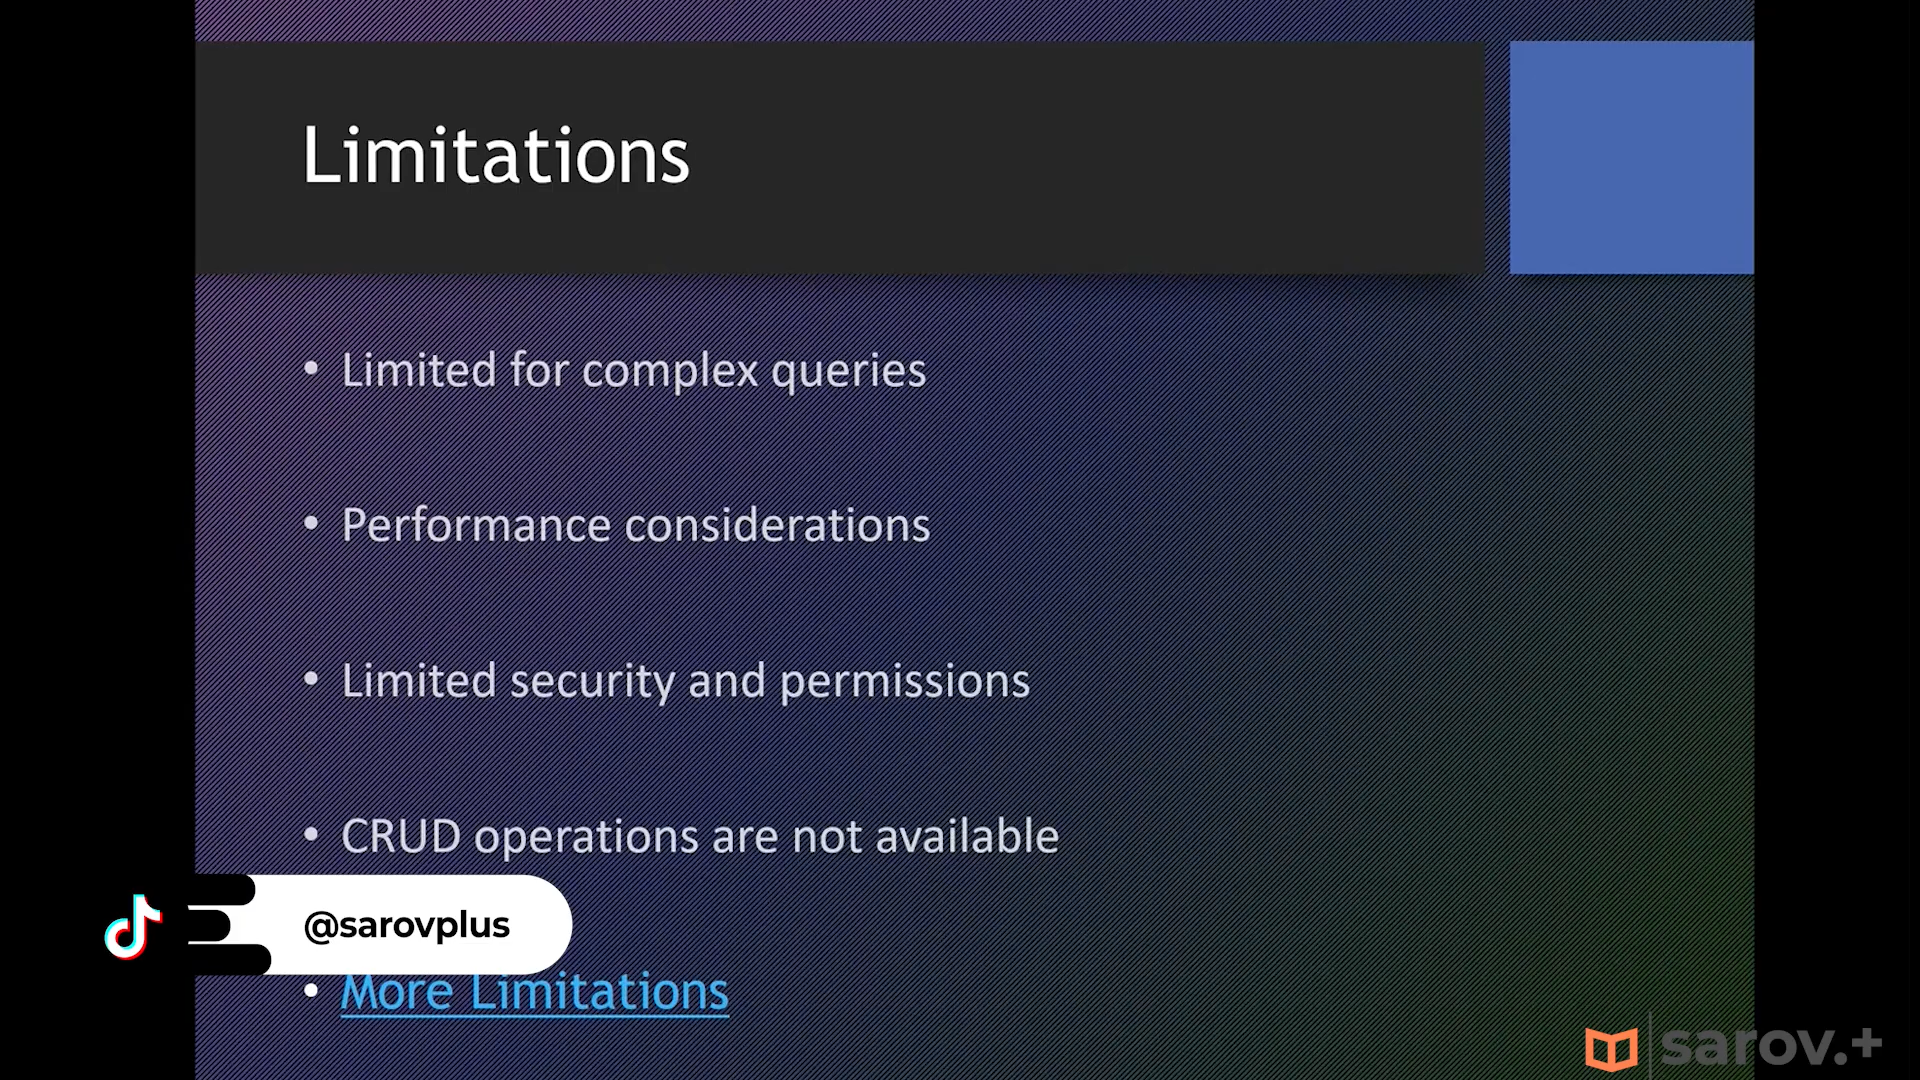 Limitations
• Limited for complex queries
• Performance considerations
• Limited security and permissions
• CRUD operations are not available
@sarovplus
• More Limitations
sarov.+